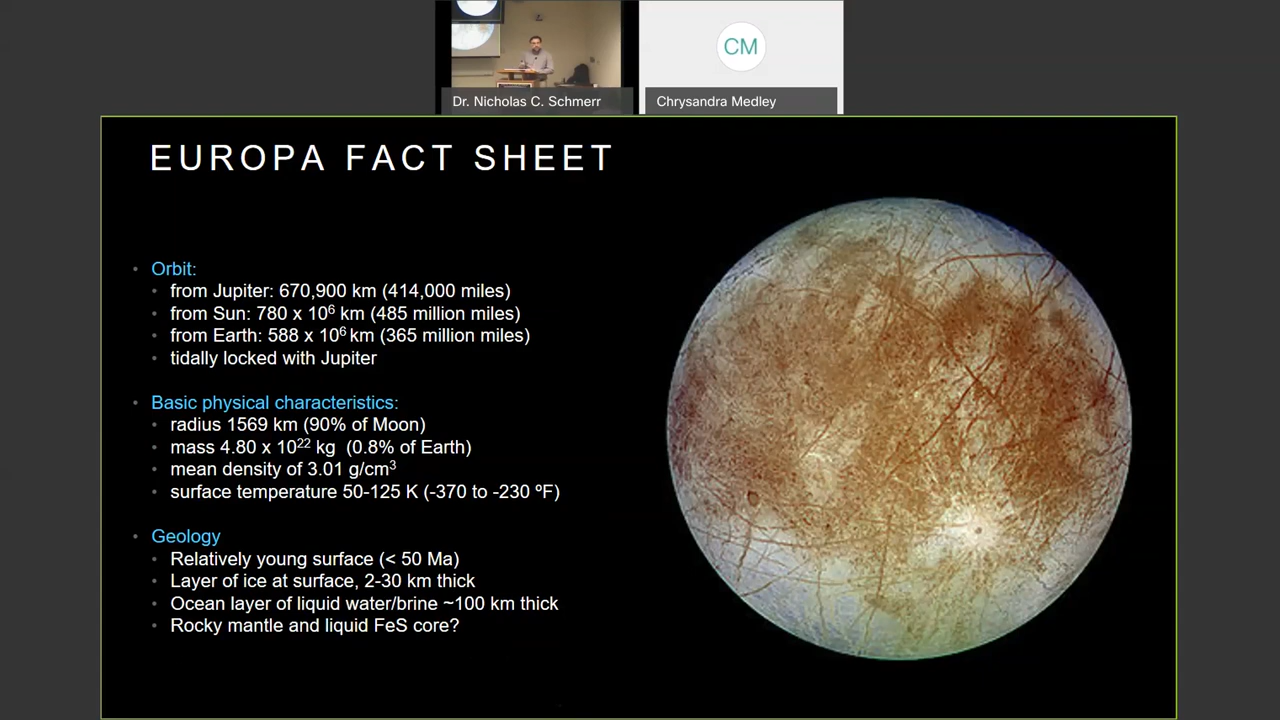 CM
Dr. Nicholas C. Schmerr
Chrysandra Medley
EUROPA FACT SHEET
• Orbit:
• from Jupiter: 670,900 km (414,000 miles)
• from Sun: 780 x 10⁶ km (485 million miles)
• from Earth: 588 x 10⁶ km (365 million miles)
• tidally locked with Jupiter
• Basic physical characteristics:
• radius 1569 km (90% of Moon)
• mass 4.80 x 10²² kg (0.8% of Earth)
• mean density of 3.01 g/cm³
• surface temperature 50-125 K (-370 to -230 ºF)
• Geology
• Relatively young surface (< 50 Ma)
• Layer of ice at surface, 2-30 km thick
• Ocean layer of liquid water/brine ~100 km thick
• Rocky mantle and liquid FeS core?